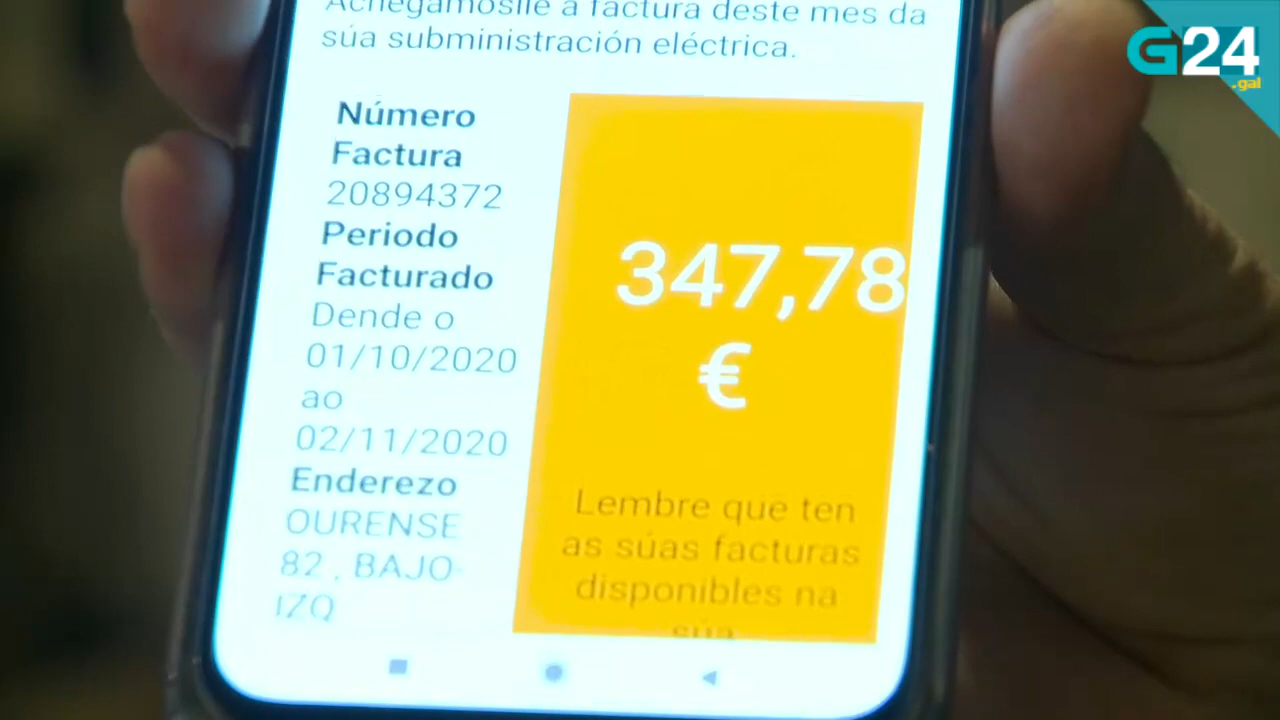 Achegámoslle a factura deste mes da
súa subministración eléctrica.
Número
Factura
20894372
Periodo
Facturado
Dende o
01/10/2020
ao
02/11/2020
Enderezo
OURENSE
82 , BAJO-
IZQ
347,78
€
Lembre que ten
as súas facturas
disponibles na
súa
G24
.gal